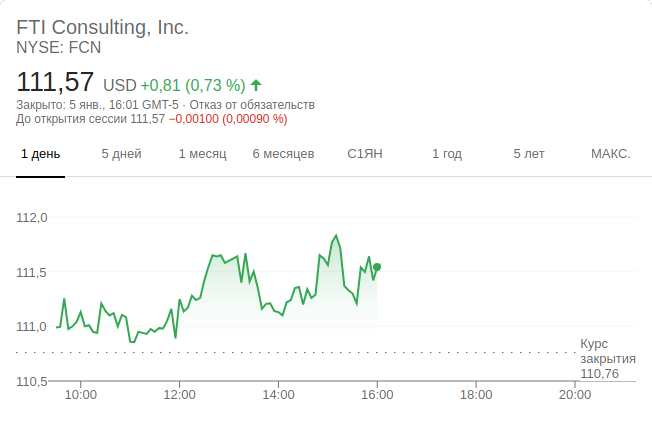 FTI Consulting, Inc.
NYSE: FCN
111,57 USD +0,81 (0,73 %)
Закрыто: 5 янв., 16:01 GMT-5 · Отказ от обязательств
До открытия сессии 111,57 −0,00100 (0,00090 %)
1 день 5 дней 1 месяц 6 месяцев С1ЯН 1 год 5 лет МАКС.
112,0
111,5
111,0
Курс
закрытия
110,76
110,5
10:00 12:00 14:00 16:00 18:00 20:00